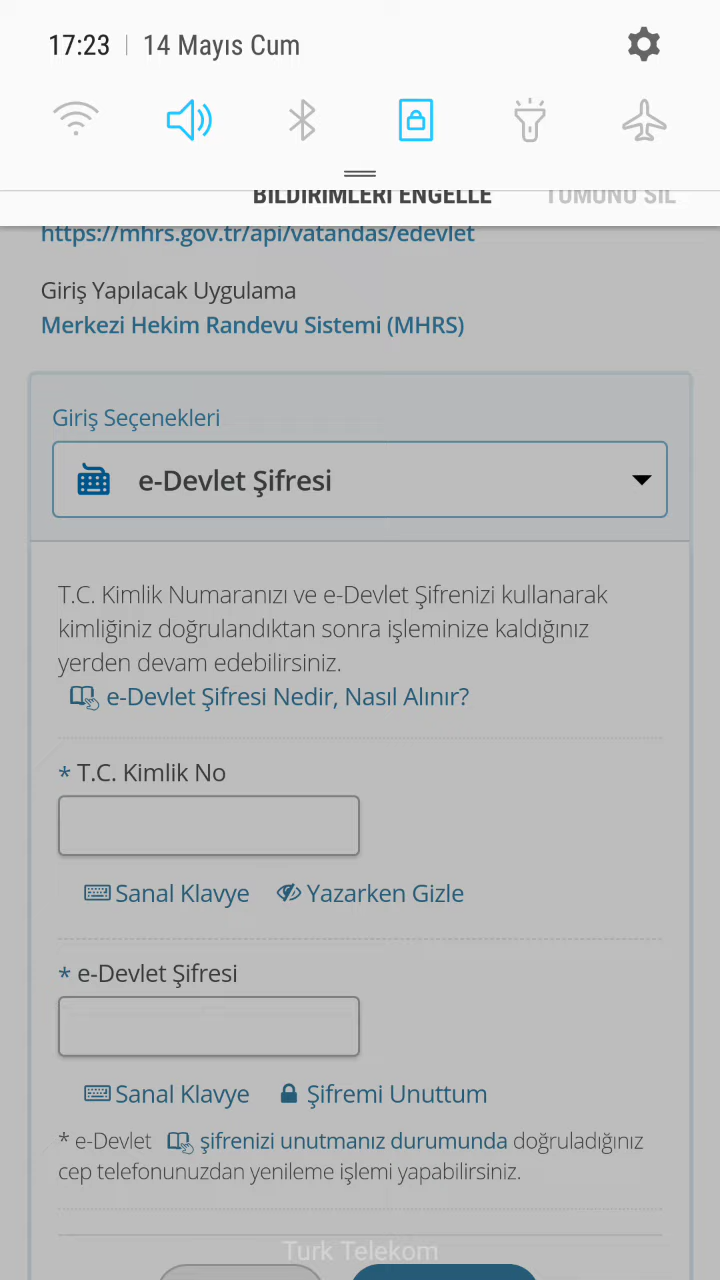 17:23 | 14 Mayıs Cum
BİLDİRİMLERİ ENGELLE TÜMÜNÜ SİL
https://mhrs.gov.tr/api/vatandas/edevlet
Giriş Yapılacak Uygulama
Merkezi Hekim Randevu Sistemi (MHRS)
Giriş Seçenekleri
e-Devlet Şifresi
T.C. Kimlik Numaranızı ve e-Devlet Şifrenizi kullanarak
kimliğiniz doğrulandıktan sonra işleminize kaldığınız
yerden devam edebilirsiniz.
e-Devlet Şifresi Nedir, Nasıl Alınır?
* T.C. Kimlik No
Sanal Klavye Yazarken Gizle
* e-Devlet Şifresi
Sanal Klavye Şifremi Unuttum
* e-Devlet şifrenizi unutmanız durumunda doğruladığınız
cep telefonunuzdan yenileme işlemi yapabilirsiniz.
Turk Telekom